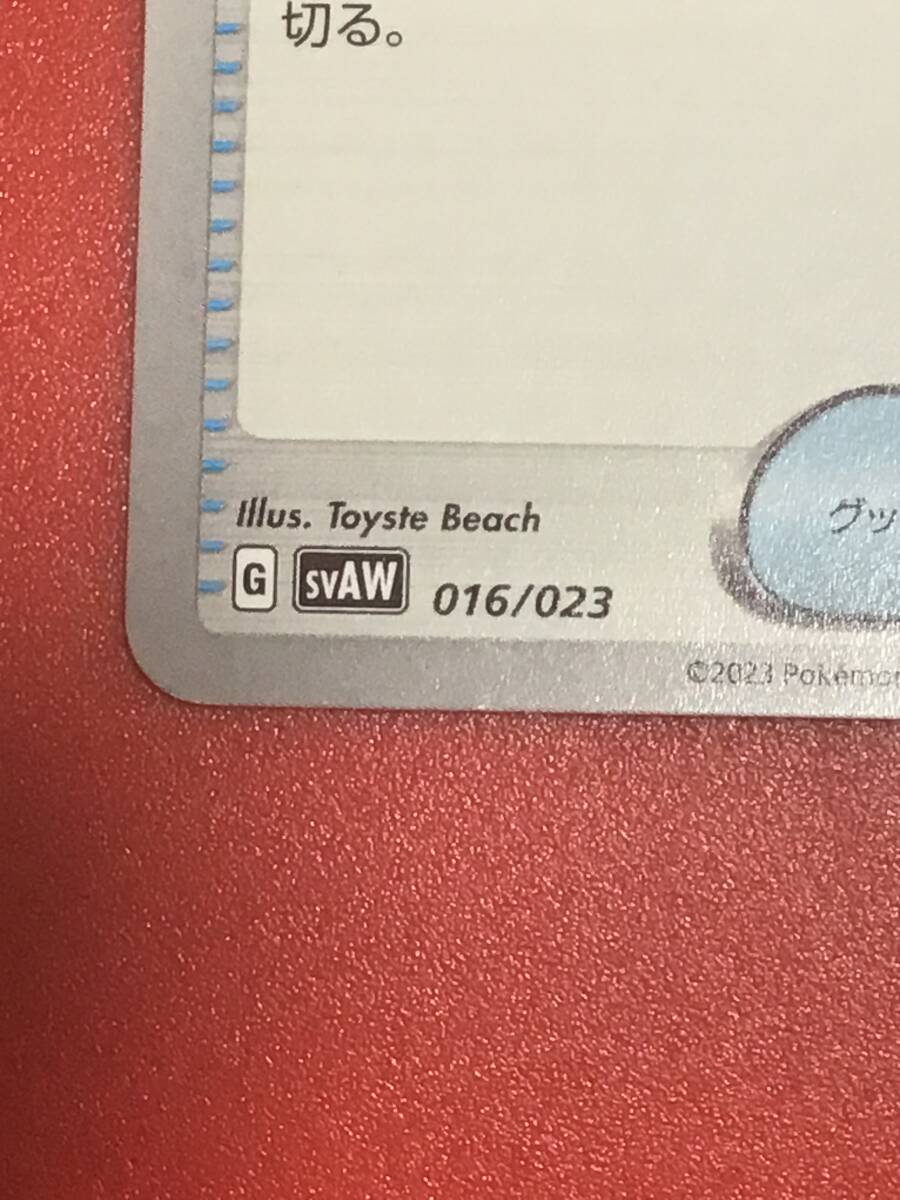 切る。
Illus. Toyste Beach
G svAW 016/023
グッ
©2023 Pokémon